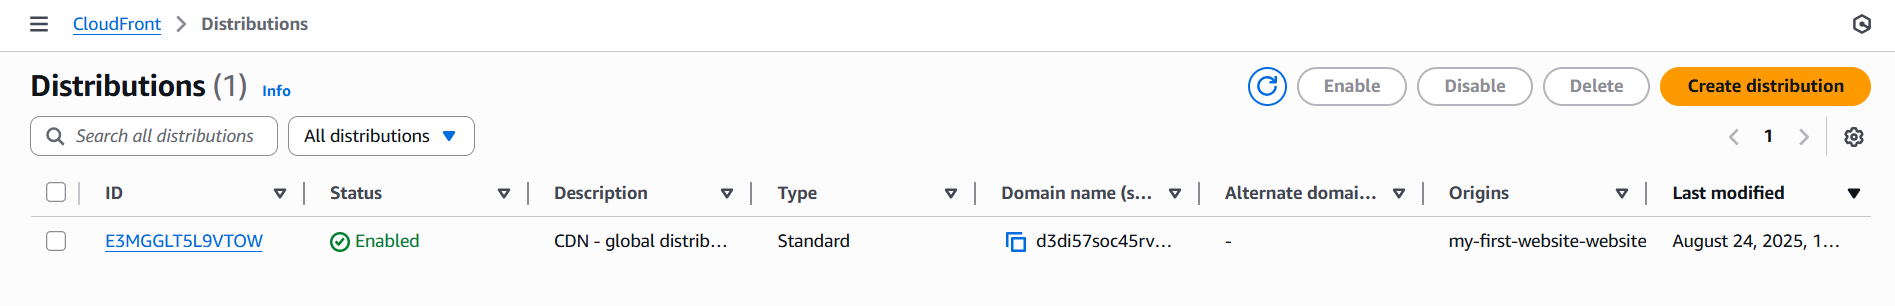 CloudFront > Distributions
Distributions (1) Info
Enable Disable Delete Create distribution
Search all distributions All distributions
1
ID Status Description Type Domain name (s... Alternate domai... Origins Last modified
E3MGGLT5L9VTOW Enabled CDN - global distrib... Standard d3di57soc45rv... - my-first-website-website August 24, 2025, 1...